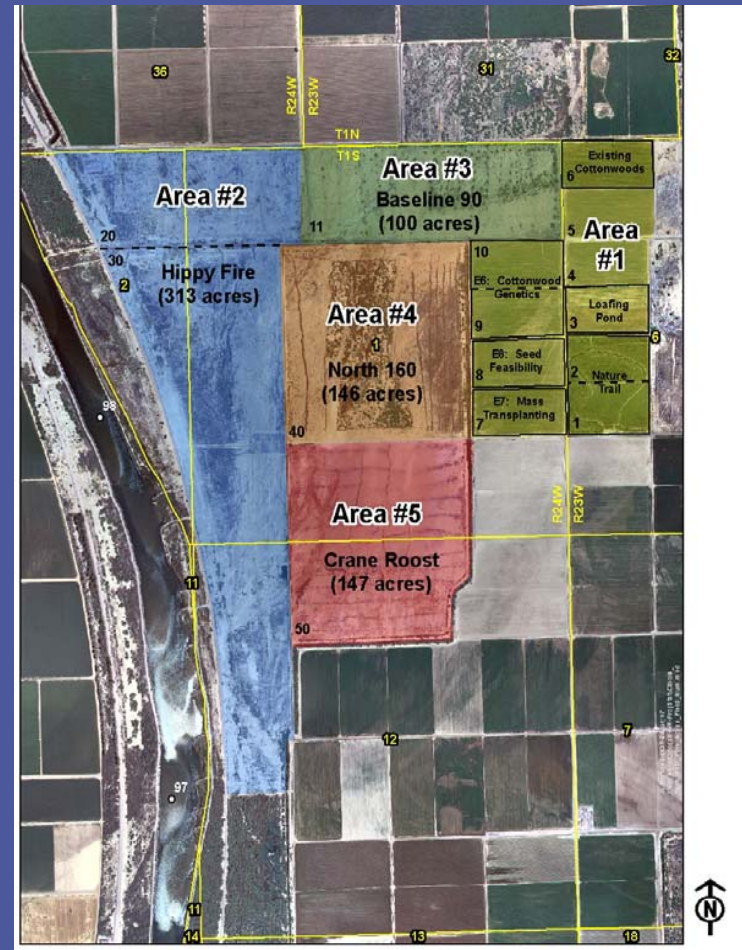 36
31
32
R24W
R23W
T1N
T1S
Area #2
Area #3
Baseline 90
(100 acres)
Existing
Cottonwoods
6
5
Area
#1
4
20
30
2
11
Hippy Fire
(313 acres)
10
E6: Cottonwood
Genetics
9
Loafing
Pond
3
6
Area #4
1
North 160
(146 acres)
E6: Seed
Feasibility
8
2
Nature
Trail
1
E7: Mass
Transplanting
7
98
40
R24W
R23W
Area #5
Crane Roost
(147 acres)
11
50
12
7
97
11
14
13
18
N